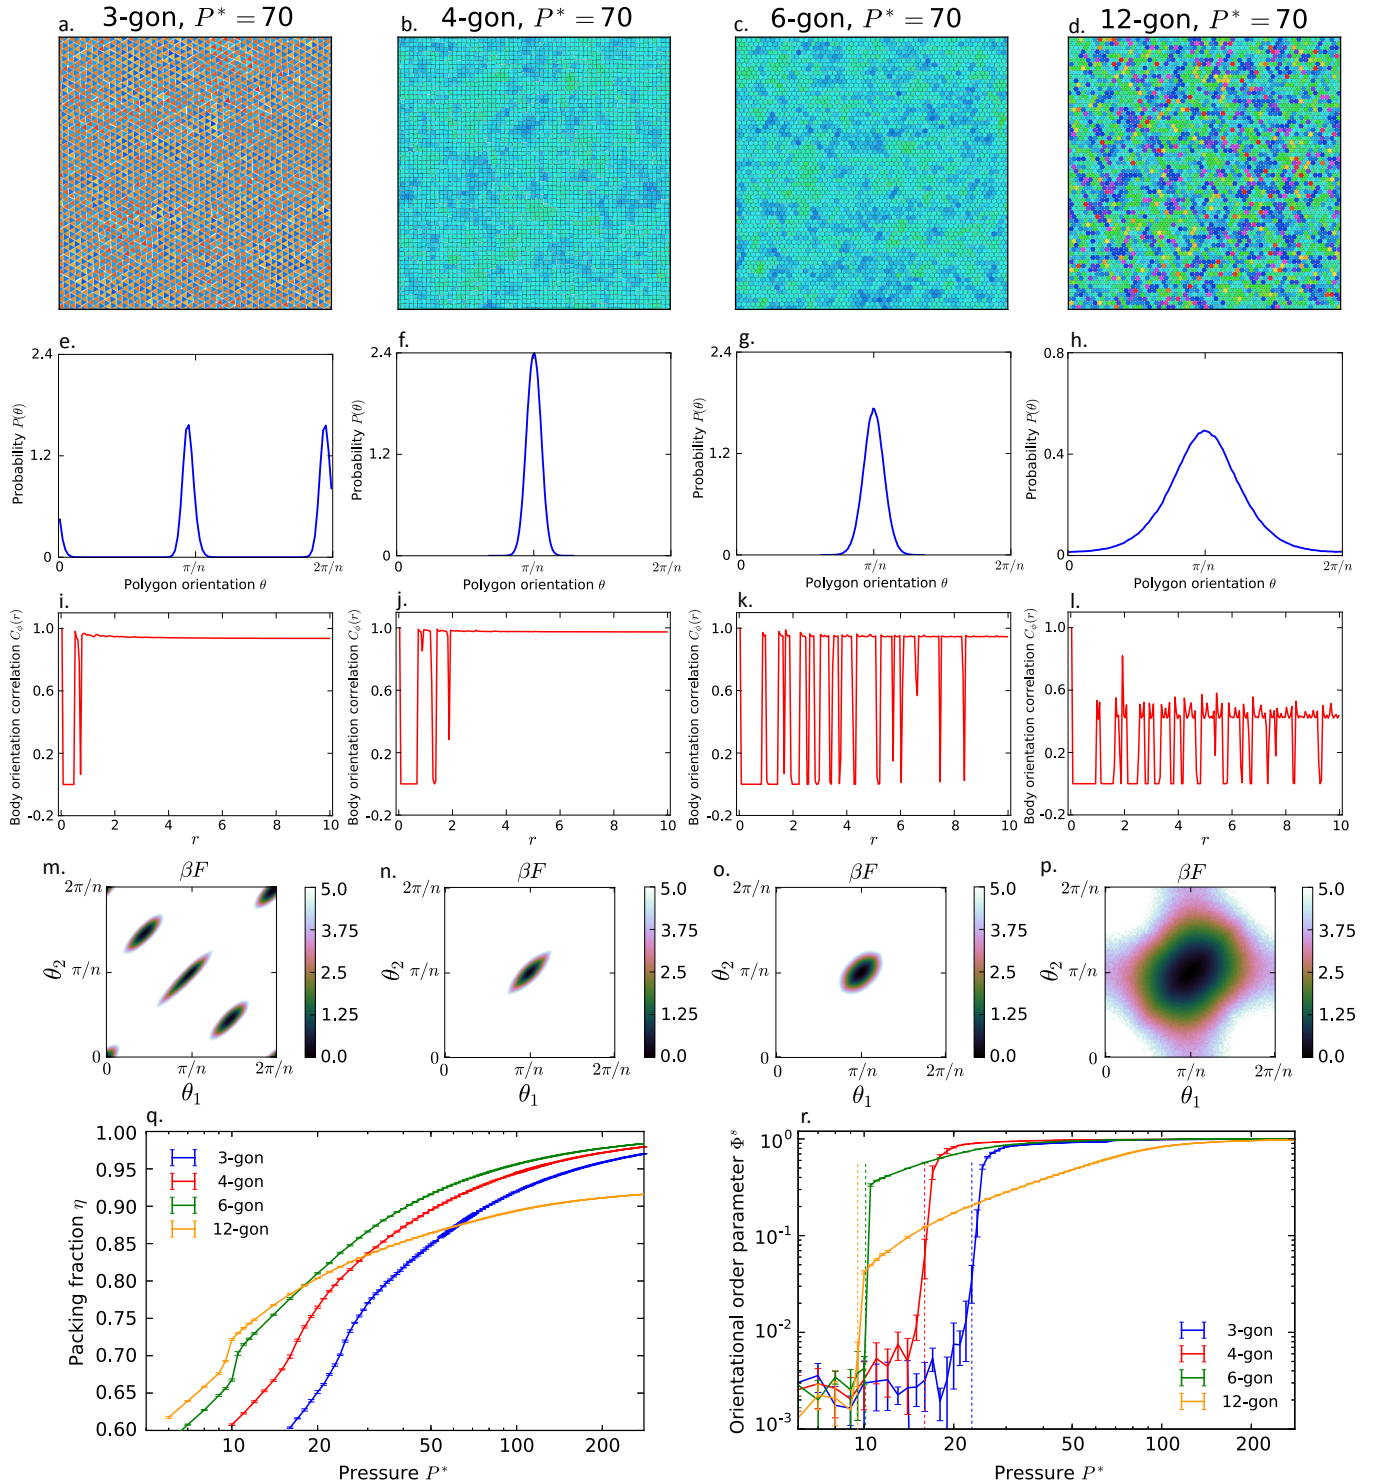 3-gon, P* = 70
4-gon, P* = 70
6-gon, P* = 70
12-gon, P* = 70
a.
b.
c.
d.
e.
2.4
1.2
0
Probability P(θ)
0
π/n
2π/n
Polygon orientation θ
f.
2.4
1.2
0
Probability P(θ)
0
π/n
2π/n
Polygon orientation θ
g.
2.4
1.2
0
Probability P(θ)
0
π/n
2π/n
Polygon orientation θ
h.
0.8
0.4
0
Probability P(θ)
0
π/n
2π/n
Polygon orientation θ
i.
1.0
0.6
0.2
-0.2
Body orientation correlation Cϕ(r)
0 2 4 6 8 10
r
j.
1.0
0.6
0.2
-0.2
Body orientation correlation Cϕ(r)
0 2 4 6 8 10
r
k.
1.0
0.6
0.2
-0.2
Body orientation correlation Cϕ(r)
0 2 4 6 8 10
r
l.
1.0
0.6
0.2
-0.2
Body orientation correlation Cϕ(r)
0 2 4 6 8 10
r
m.
βF
2π/n
π/n
0
θ2
0
π/n
2π/n
θ1
5.0
3.75
2.5
1.25
0.0
n.
βF
2π/n
π/n
0
θ2
0
π/n
2π/n
θ1
5.0
3.75
2.5
1.25
0.0
o.
βF
2π/n
π/n
0
θ2
0
π/n
2π/n
θ1
5.0
3.75
2.5
1.25
0.0
p.
βF
2π/n
π/n
0
θ2
0
π/n
2π/n
θ1
5.0
3.75
2.5
1.25
0.0
q.
1.00
0.95
0.90
0.85
0.80
0.75
0.70
0.65
0.60
Packing fraction η
3-gon
4-gon
6-gon
12-gon
10 20 50 100 200
Pressure P*
r.
10^0
10^-1
10^-2
10^-3
Orientational order parameter Φ^s
3-gon
4-gon
6-gon
12-gon
10 20 50 100 200
Pressure P*